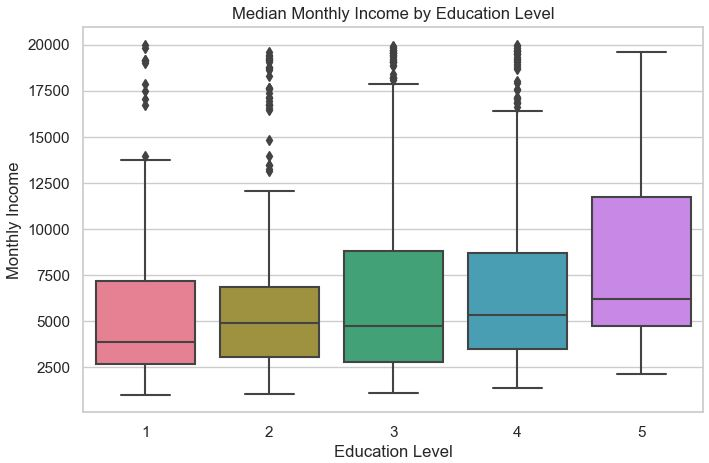 Median Monthly Income by Education Level
20000
17500
15000
12500
10000
7500
5000
2500
Monthly Income
1 2 3 4 5
Education Level